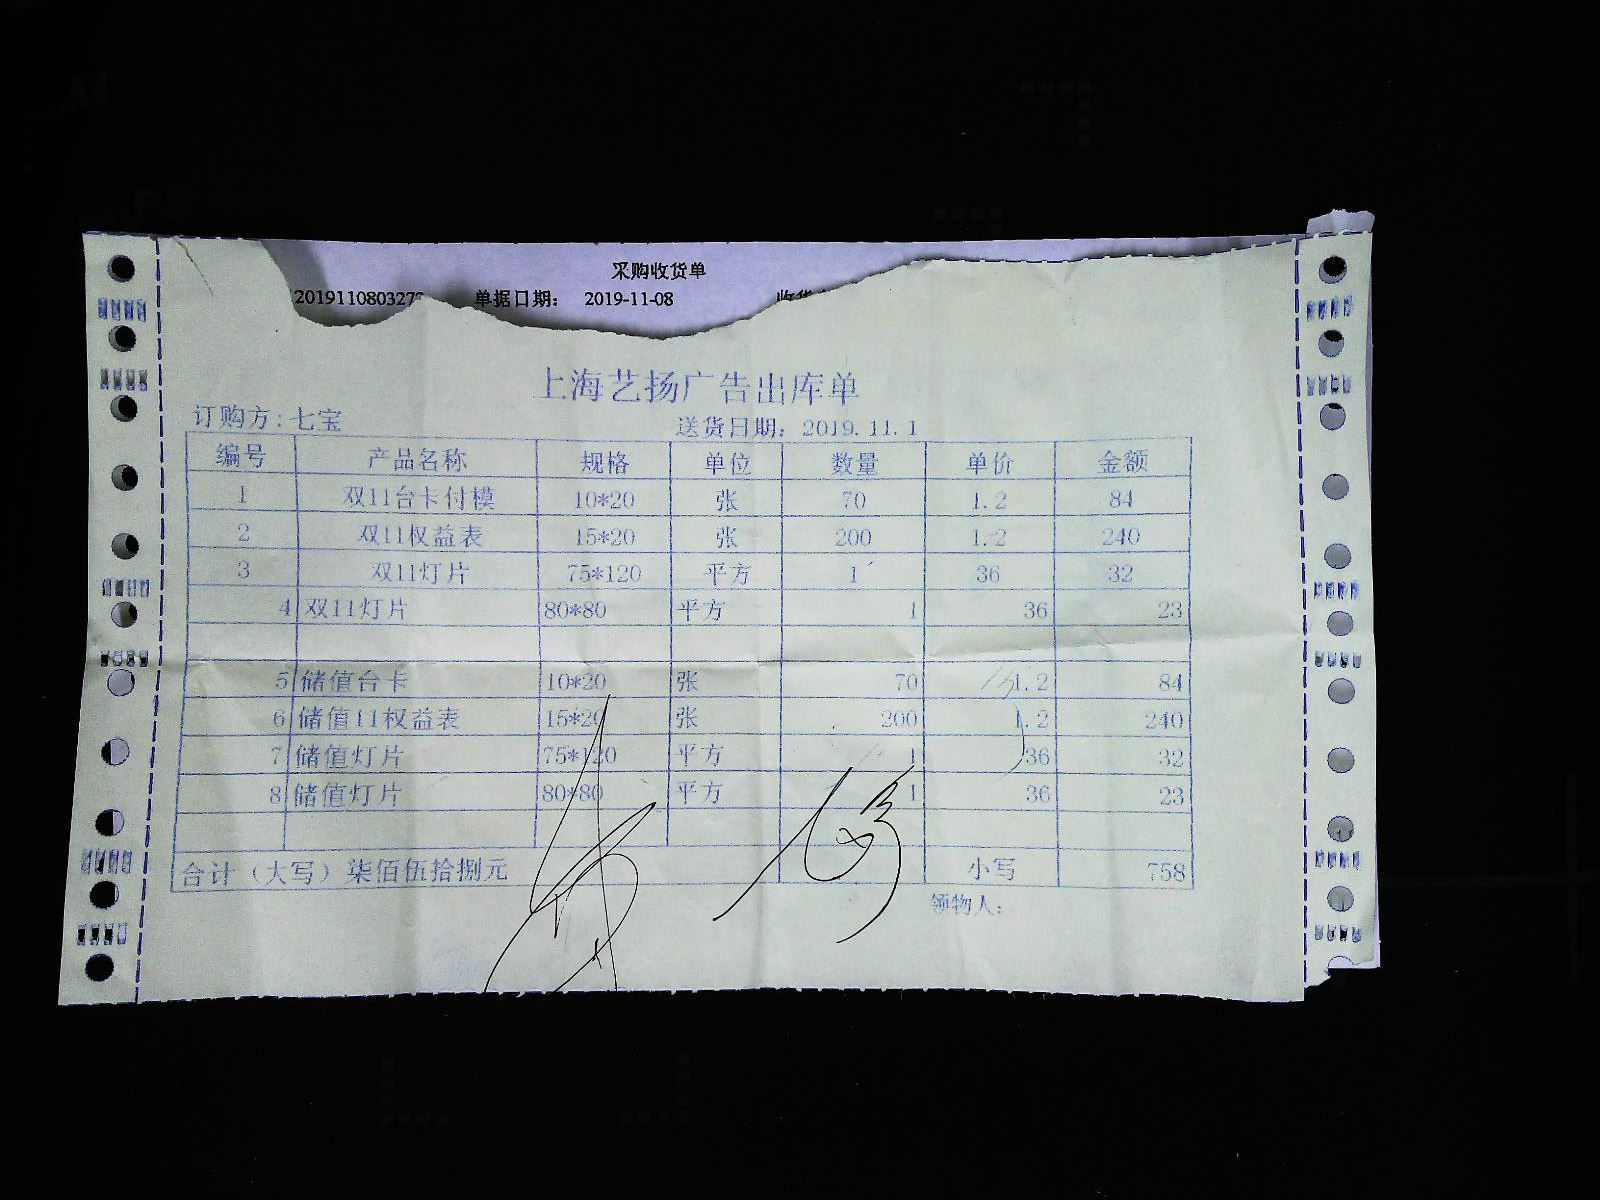 采购收货单
201911080327 单据日期： 2019-11-08
上海艺扬广告出库单
订购方：七宝 送货日期：2019.11.1
编号 产品名称 规格 单位 数量 单价 金额
1 双11台卡付模 10*20 张 70 1.2 84
2 双11权益表 15*20 张 200 1.2 240
3 双11灯片 75*120 平方 1 36 32
4 双11灯片 80*80 平方 1 36 23
5 储值台卡 10*20 张 70 1.2 84
6 储值11权益表 15*20 张 200 1.2 240
7 储值灯片 75*120 平方 1 36 32
8 储值灯片 80*80 平方 1 36 23
合计（大写）柒佰伍拾捌元 小写 758
领物人：